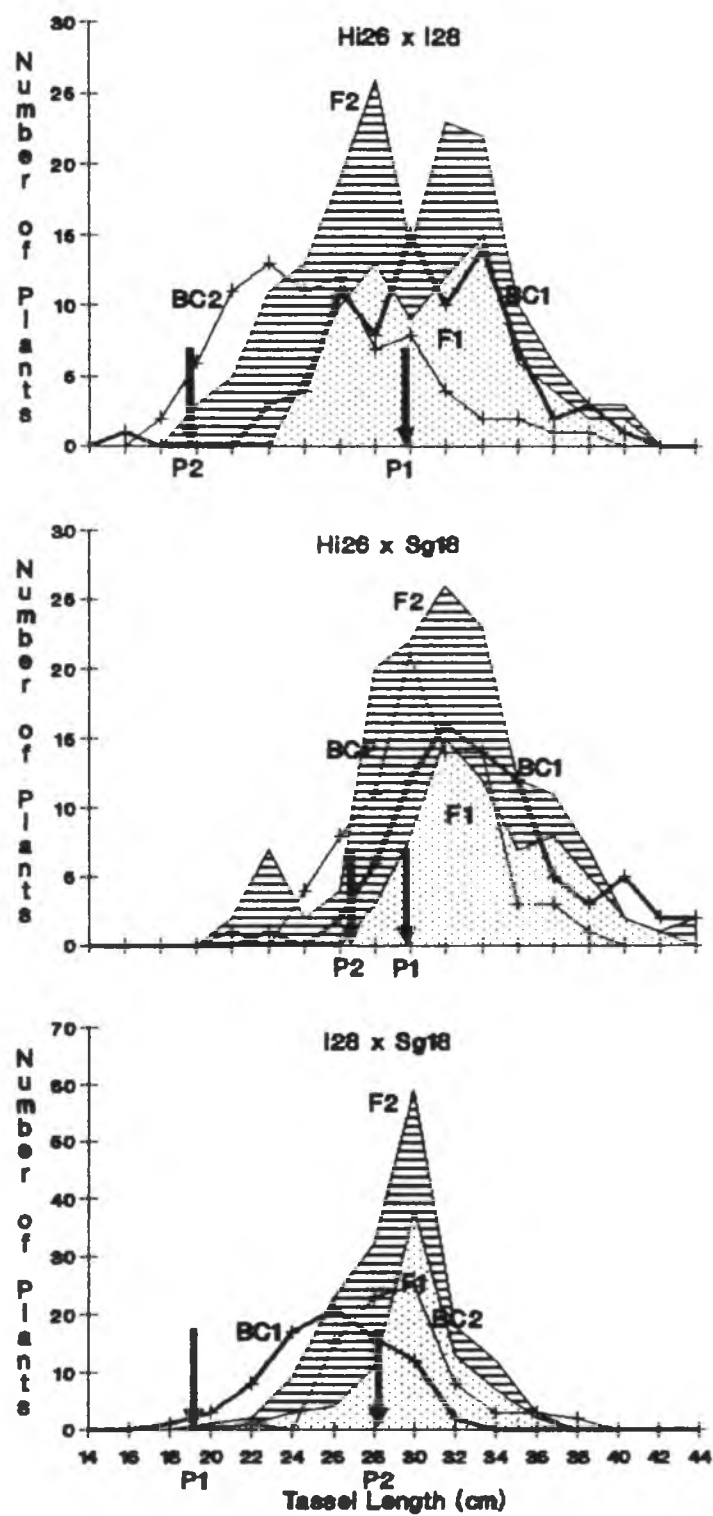 Hi26 x I28
Number of Plants
30
25
20
15
10
5
0
F2
BC2
BC1
F1
P2
P1
Hi26 x Sg18
Number of Plants
30
25
20
15
10
5
0
F2
BC1
F1
P2
P1
I28 x Sg18
Number of Plants
70
60
50
40
30
20
10
0
F2
F1
BC1
BC2
14 16 18 20 22 24 26 28 30 32 34 36 38 40 42 44
P1
P2
Tassel Length (cm)